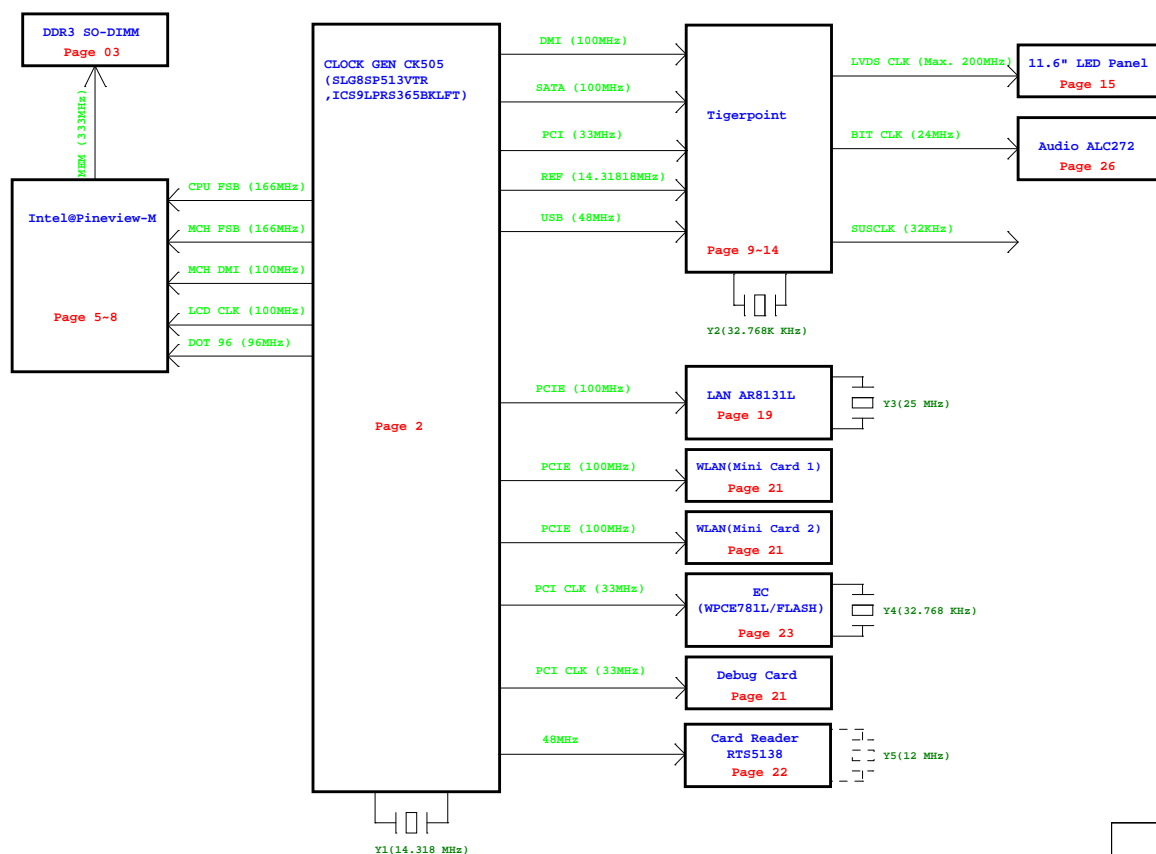 DDR3 SO-DIMM
Page 03
MEM (333MHz)
Intel@Pineview-M
Page 5~8
CPU FSB (166MHz)
MCH FSB (166MHz)
MCH DMI (100MHz)
LCD CLK (100MHz)
DOT 96 (96MHz)
CLOCK GEN CK505
(SLG8SP513VTR
,ICS9LPRS365BKLFT)
Page 2
Y1(14.318 MHz)
DMI (100MHz)
SATA (100MHz)
PCI (33MHz)
REF (14.31818MHz)
USB (48MHz)
Tigerpoint
Page 9~14
Y2(32.768K KHz)
LVDS CLK (Max. 200MHz)
11.6" LED Panel
Page 15
BIT CLK (24MHz)
Audio ALC272
Page 26
SUSCLK (32KHz)
PCIE (100MHz)
LAN AR8131L
Page 19
Y3(25 MHz)
PCIE (100MHz)
WLAN(Mini Card 1)
Page 21
PCIE (100MHz)
WLAN(Mini Card 2)
Page 21
PCI CLK (33MHz)
EC
(WPCE781L/FLASH)
Page 23
Y4(32.768 KHz)
PCI CLK (33MHz)
Debug Card
Page 21
48MHz
Card Reader
RTS5138
Page 22
Y5(12 MHz)